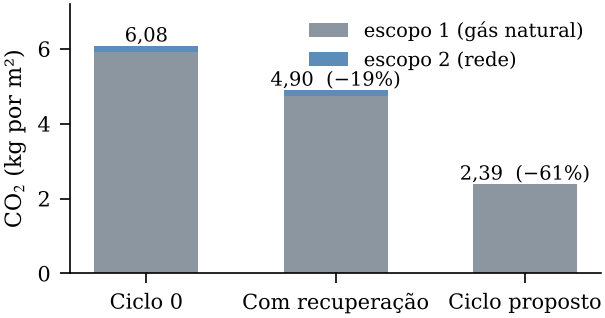 escopo 1 (gás natural)
escopo 2 (rede)
6,08
4,90 (−19%)
2,39 (−61%)
CO₂ (kg por m²)
6
4
2
0
Ciclo 0
Com recuperação
Ciclo proposto